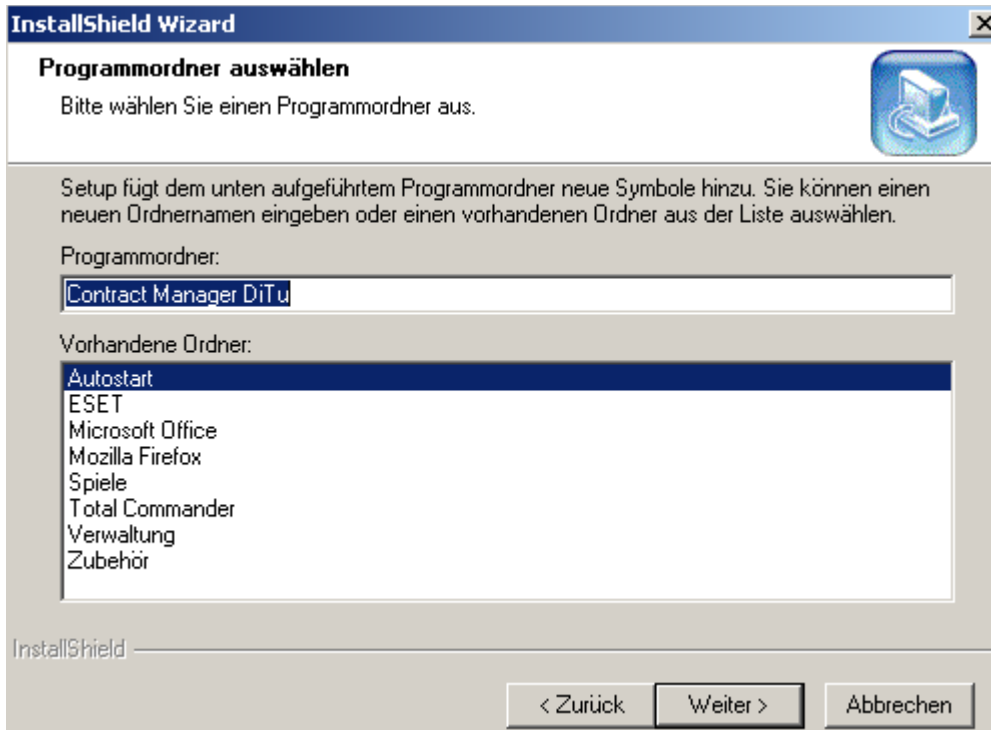 InstallShield Wizard
Programmordner auswählen
Bitte wählen Sie einen Programmordner aus.
Setup fügt dem unten aufgeführtem Programmordner neue Symbole hinzu. Sie können einen
neuen Ordnernamen eingeben oder einen vorhandenen Ordner aus der Liste auswählen.
Programmordner:
Contract Manager DiTu
Vorhandene Ordner:
Autostart
ESET
Microsoft Office
Mozilla Firefox
Spiele
Total Commander
Verwaltung
Zubehör
InstallShield
< Zurück Weiter > Abbrechen